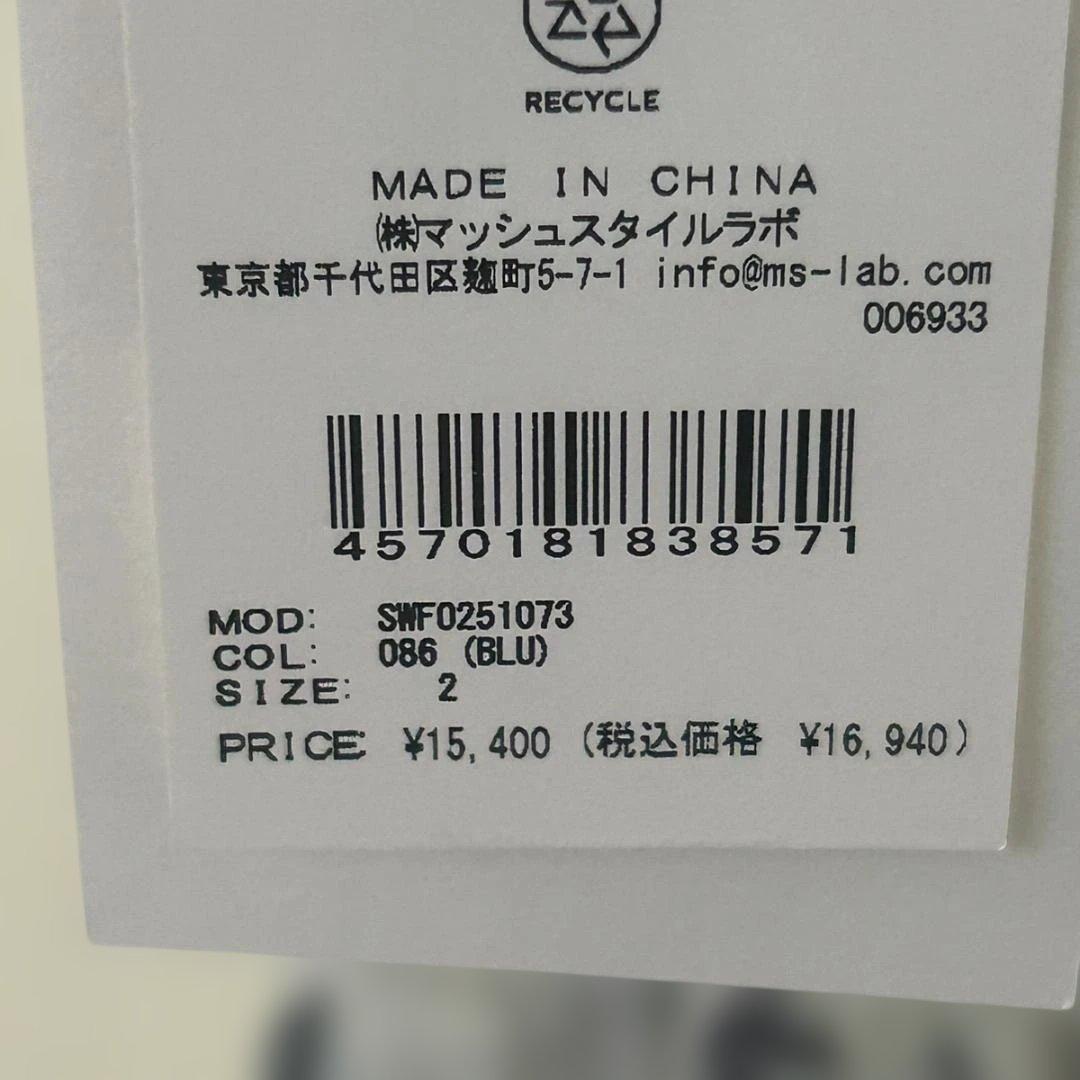 RECYCLE
MADE IN CHINA
㈱マッシュスタイルラボ
東京都千代田区麹町5-7-1 info@ms-lab.com
006933
4570181838571
MOD: SWFO251073
COL: 086 (BLU)
SIZE: 2
PRICE: ¥15,400 (税込価格 ¥16,940)